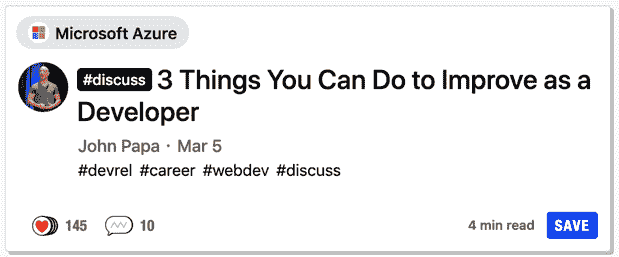 Microsoft Azure
#discuss 3 Things You Can Do to Improve as a
Developer
John Papa · Mar 5
#devrel #career #webdev #discuss
145 10 4 min read SAVE